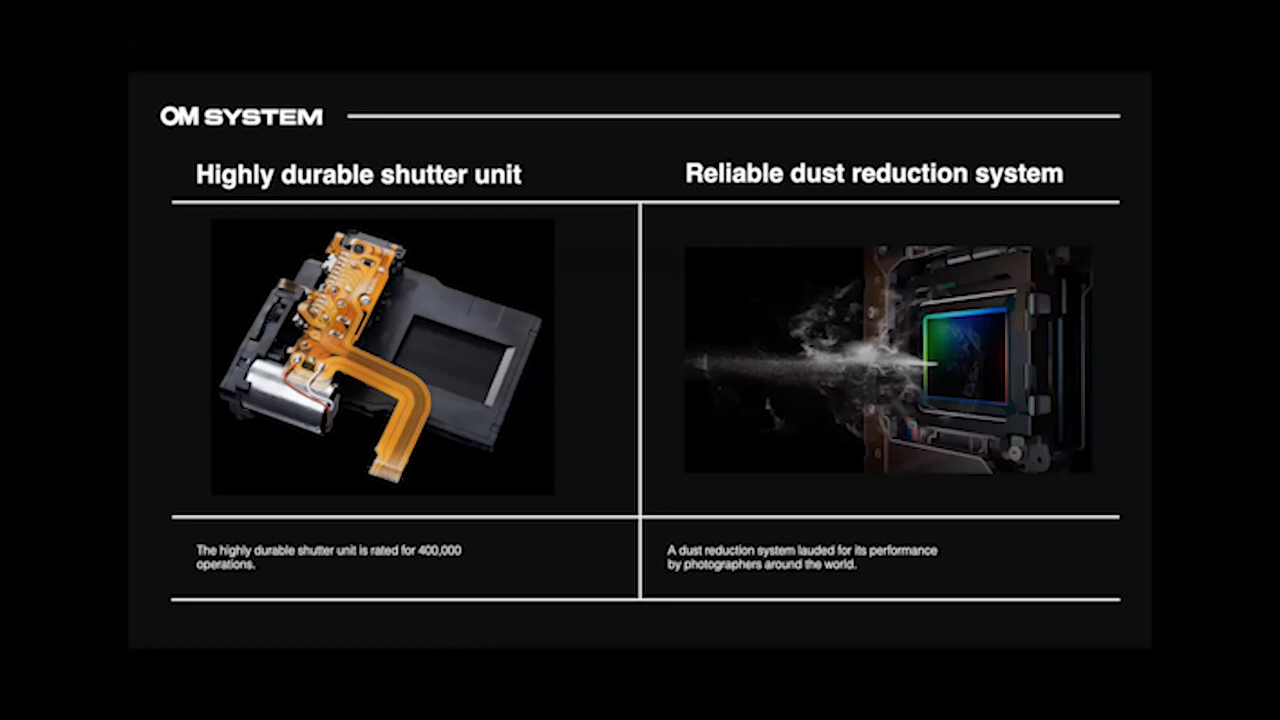 OM SYSTEM
Highly durable shutter unit
Reliable dust reduction system
The highly durable shutter unit is rated for 400,000
operations.
A dust reduction system lauded for its performance
by photographers around the world.